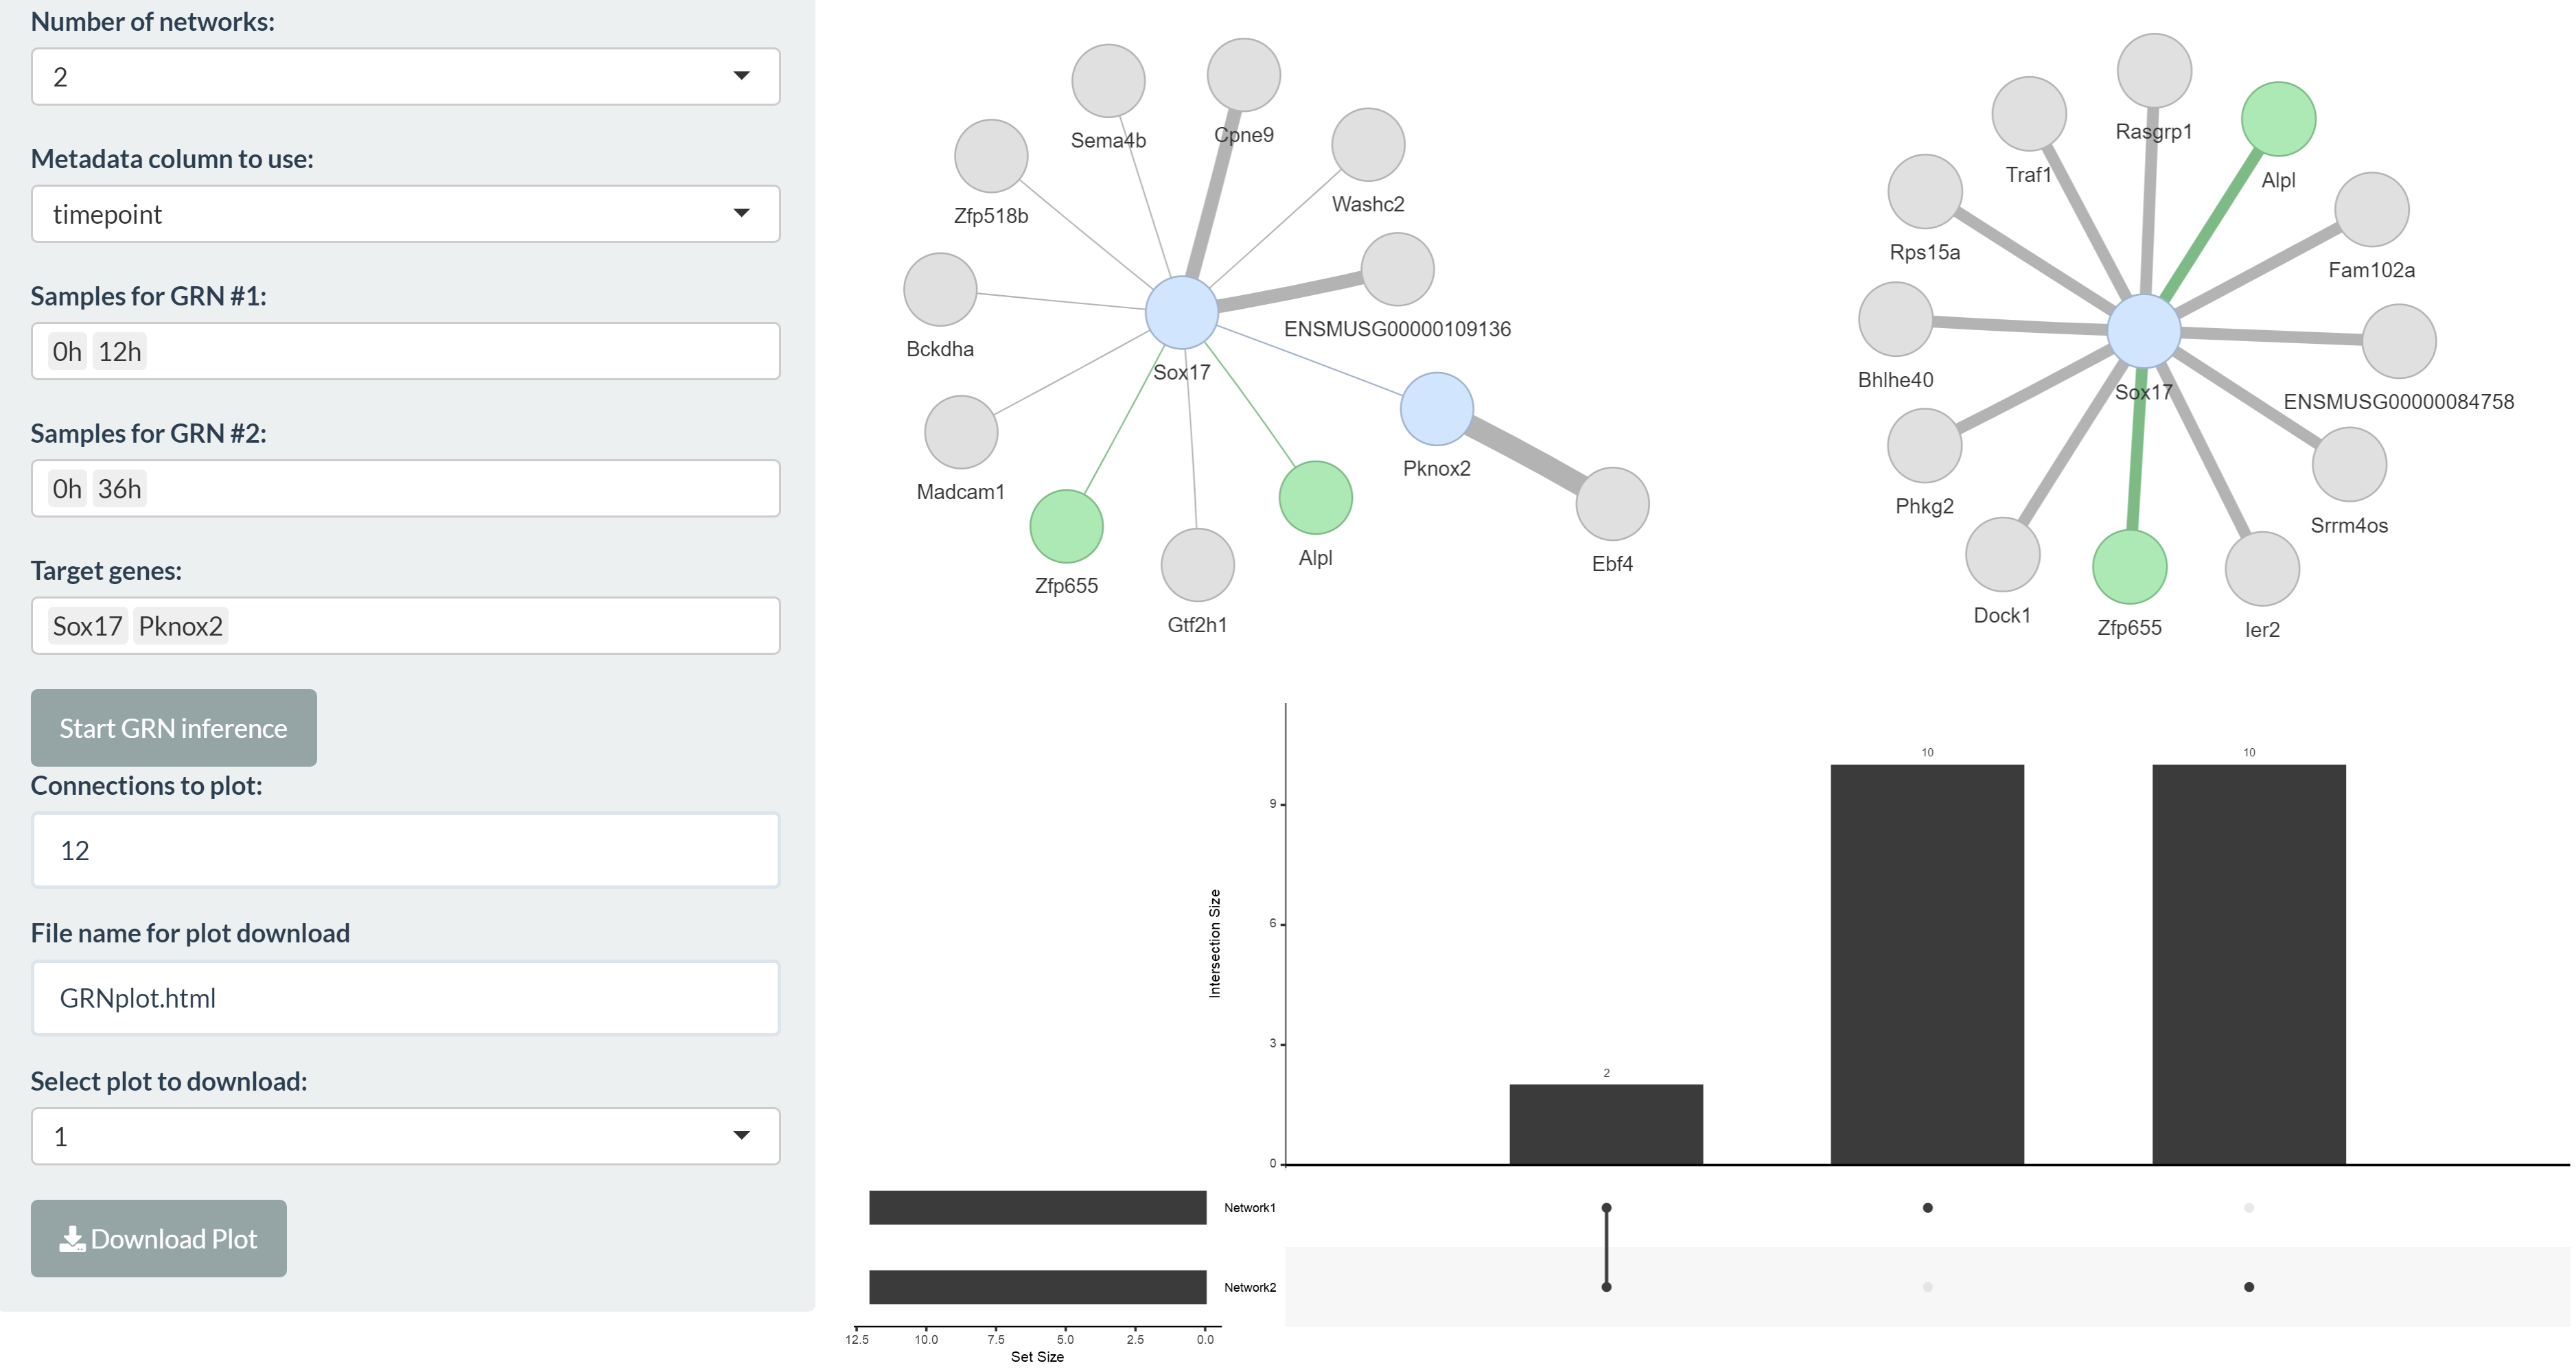 Number of networks:
2
Metadata column to use:
timepoint
Samples for GRN #1:
0h 12h
Samples for GRN #2:
0h 36h
Target genes:
Sox17 Pknox2
Start GRN inference
Connections to plot:
12
File name for plot download
GRNplot.html
Select plot to download:
1
Download Plot
Sema4b
Cpne9
Zfp518b
Washc2
Bckdha
ENSMUSG00000109136
Sox17
Madcam1
Pknox2
Zfp655
Alpl
Ebf4
Gtf2h1
Rasgrp1
Traf1
Alpl
Rps15a
Fam102a
Bhlhe40
Sox17
ENSMUSG00000084758
Phkg2
Srrm4os
Dock1
Zfp655
Ier2
Intersection Size
9
6
3
0
2
10
10
Network1
Network2
12.5 10.0 7.5 5.0 2.5 0.0
Set Size